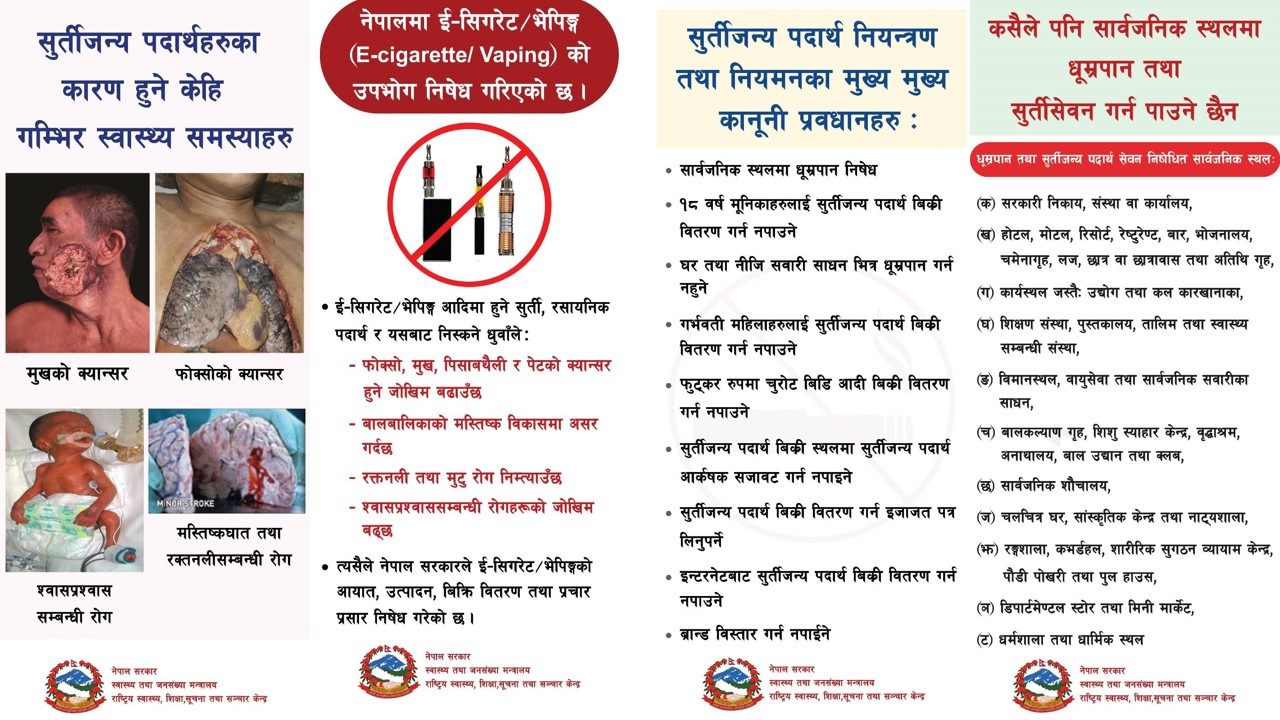 सुर्तीजन्य पदार्थहरुका
कारण हुने केहि
गम्भिर स्वास्थ्य समस्याहरु
मुखको क्यान्सर
फोक्सोको क्यान्सर
MINOR STROKE
श्वासप्रश्वास
सम्बन्धी रोग
मस्तिष्कघात तथा
रक्तनलीसम्बन्धी रोग
नेपाल सरकार
स्वास्थ्य तथा जनसंख्या मन्त्रालय
राष्ट्रिय स्वास्थ्य, शिक्षा,सूचना तथा सञ्चार केन्द्र
नेपालमा ई-सिगरेट/भेपिङ्ग
(E-cigarette/ Vaping) को
उपभोग निषेध गरिएको छ ।
• ई-सिगरेट/भेपिङ्ग आदिमा हुने सुर्ती, रसायनिक
पदार्थ र यसबाट निस्कने धुवाँले:
- फोक्सो, मुख, पिसाबथैली र पेटको क्यान्सर
हुने जोखिम बढाउँछ
- बालबालिकाको मस्तिष्क विकासमा असर
गर्दछ
- रक्तनली तथा मुटु रोग निम्त्याउँछ
- श्वासप्रश्वाससम्बन्धी रोगहरूको जोखिम
बढ्छ
• त्यसैले नेपाल सरकारले ई-सिगरेट/भेपिङ्गको
आयात, उत्पादन, बिक्रि वितरण तथा प्रचार
प्रसार निषेध गरेको छ ।
नेपाल सरकार
स्वास्थ्य तथा जनसंख्या मन्त्रालय
राष्ट्रिय स्वास्थ्य, शिक्षा,सूचना तथा सञ्चार केन्द्र
सुर्तीजन्य पदार्थ नियन्त्रण
तथा नियमनका मुख्य मुख्य
कानूनी प्रवधानहरु :
• सार्वजनिक स्थलमा धूम्रपान निषेध
• १८ वर्ष मूनिकाहरुलाई सुर्तीजन्य पदार्थ बिक्री
वितरण गर्न नपाउने
• घर तथा नीजि सवारी साधन भित्र धूम्रपान गर्न
नहुने
• गर्भवती महिलाहरुलाई सुर्तीजन्य पदार्थ बिक्री
वितरण गर्न नपाउने
• फुट्कर रुपमा चुरोट बिडि आदी बिक्री वितरण
गर्न नपाउने
• सुर्तीजन्य पदार्थ बिक्री स्थलमा सुर्तीजन्य पदार्थ
आर्कषक सजावट गर्न नपाइने
• सुर्तीजन्य पदार्थ बिक्री वितरण गर्न इजाजत पत्र
लिनुपर्ने
• इन्टरनेटबाट सुर्तीजन्य पदार्थ बिक्री वितरण गर्न
नपाउने
• ब्रान्ड विस्तार गर्न नपाईने
नेपाल सरकार
स्वास्थ्य तथा जनसंख्या मन्त्रालय
राष्ट्रिय स्वास्थ्य, शिक्षा,सूचना तथा सञ्चार केन्द्र
कसैले पनि सार्वजनिक स्थलमा
धूम्रपान तथा
सुर्तीसेवन गर्न पाउने छैन
धूम्रपान तथा सुर्तीजन्य पदार्थ सेवन निषेधित सार्वजनिक स्थल:
(क) सरकारी निकाय, संस्था वा कार्यालय,
(ख) होटल, मोटल, रिसोर्ट, रेष्टुरेण्ट, बार, भोजनालय,
चमेनागृह, लज, छात्र वा छात्रावास तथा अतिथि गृह,
(ग) कार्यस्थल जस्तै: उद्योग तथा कल कारखानाका,
(घ) शिक्षण संस्था, पुस्तकालय, तालिम तथा स्वास्थ्य
सम्बन्धी संस्था,
(ङ) विमानस्थल, वायुसेवा तथा सार्वजनिक सवारीका
साधन,
(च) बालकल्याण गृह, शिशु स्याहार केन्द्र, वृद्धाश्रम,
अनाथालय, बाल उद्यान तथा क्लब,
(छ) सार्वजनिक शौचालय,
(ज) चलचित्र घर, सांस्कृतिक केन्द्र तथा नाट्यशाला,
(झ) रङ्गशाला, कभर्डहल, शारीरिक सुगठन व्यायाम केन्द्र,
पौडी पोखरी तथा पुल हाउस,
(ञ) डिपार्टमेण्टल स्टोर तथा मिनी मार्केट,
(ट) धर्मशाला तथा धार्मिक स्थल
नेपाल सरकार
स्वास्थ्य तथा जनसंख्या मन्त्रालय
राष्ट्रिय स्वास्थ्य, शिक्षा,सूचना तथा सञ्चार केन्द्र